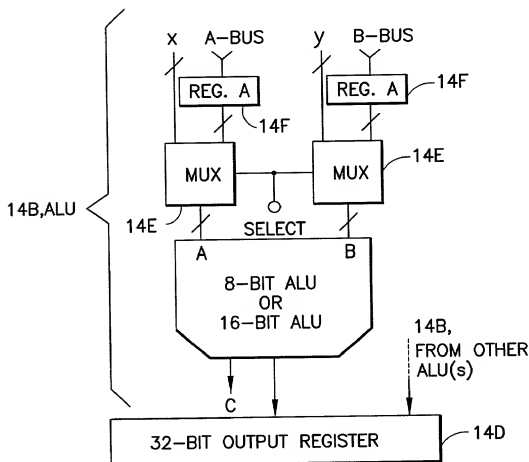 x A-BUS y B-BUS
REG. A REG. A 14F
14F
MUX MUX 14E
14B,ALU
14E SELECT
A B
8-BIT ALU
OR
16-BIT ALU
14B,
FROM OTHER
ALU(s)
C
32-BIT OUTPUT REGISTER 14D